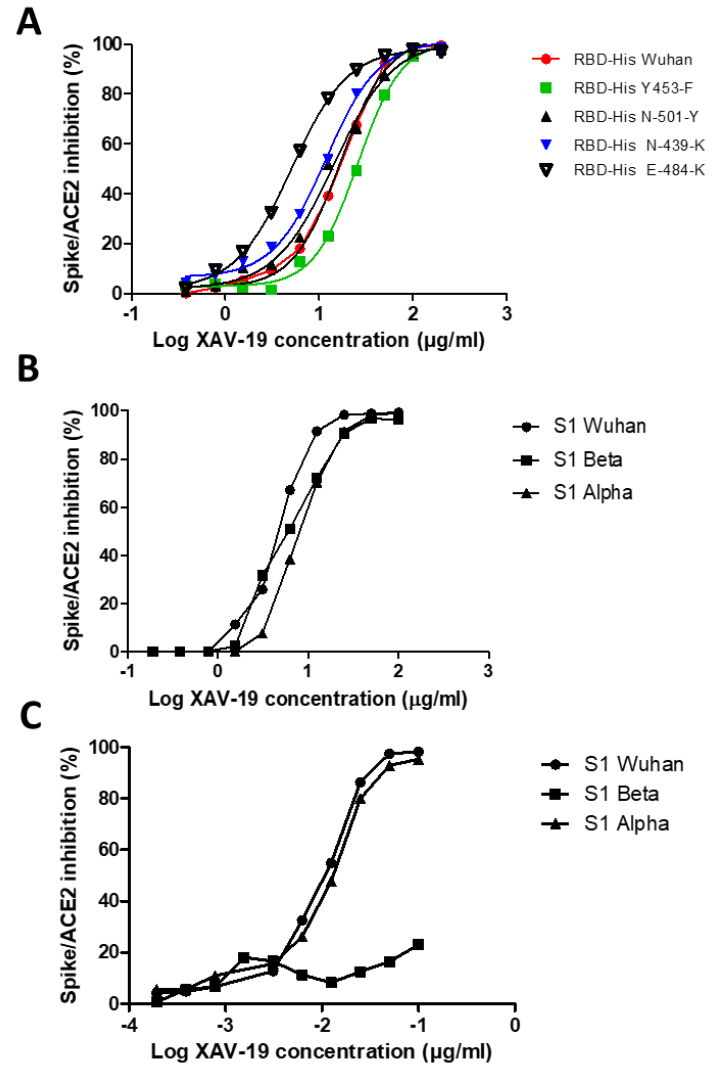 A
Spike/ACE2 inhibition (%)
100
80
60
40
20
0
0
1
2
3
Log XAV-19 concentration (µg/ml)
RBD-His Wuhan
RBD-His Y453-F
RBD-His N-501-Y
RBD-His N-439-K
RBD-His E-484-K
B
Spike/ACE2 inhibition (%)
100
80
60
40
20
0
-1
0
1
2
3
Log XAV-19 concentration (µg/ml)
S1 Wuhan
S1 Beta
S1 Alpha
C
Spike/ACE2 inhibition (%)
100
80
60
40
20
0
-4
-3
-2
-1
0
Log XAV-19 concentration (µg/ml)
S1 Wuhan
S1 Beta
S1 Alpha